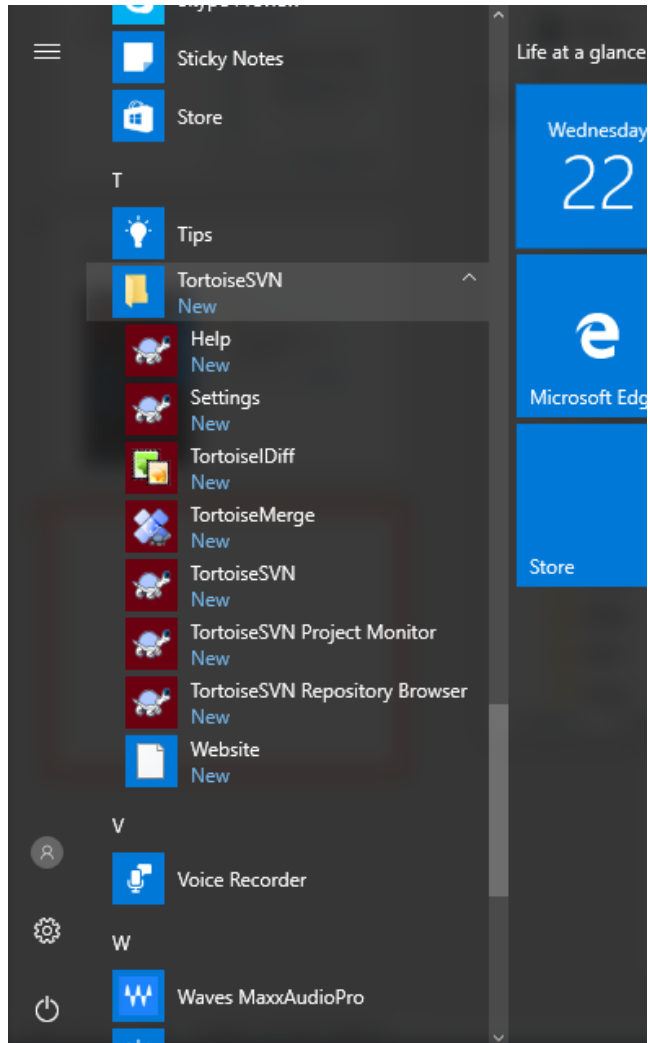 Sticky Notes
Store
T
Tips
TortoiseSVN
New
Help
New
Settings
New
TortoiseIDiff
New
TortoiseMerge
New
TortoiseSVN
New
TortoiseSVN Project Monitor
New
TortoiseSVN Repository Browser
New
Website
New
V
Voice Recorder
W
Waves MaxxAudioPro
Life at a glance
Wednesday
22
Microsoft Edg
Store